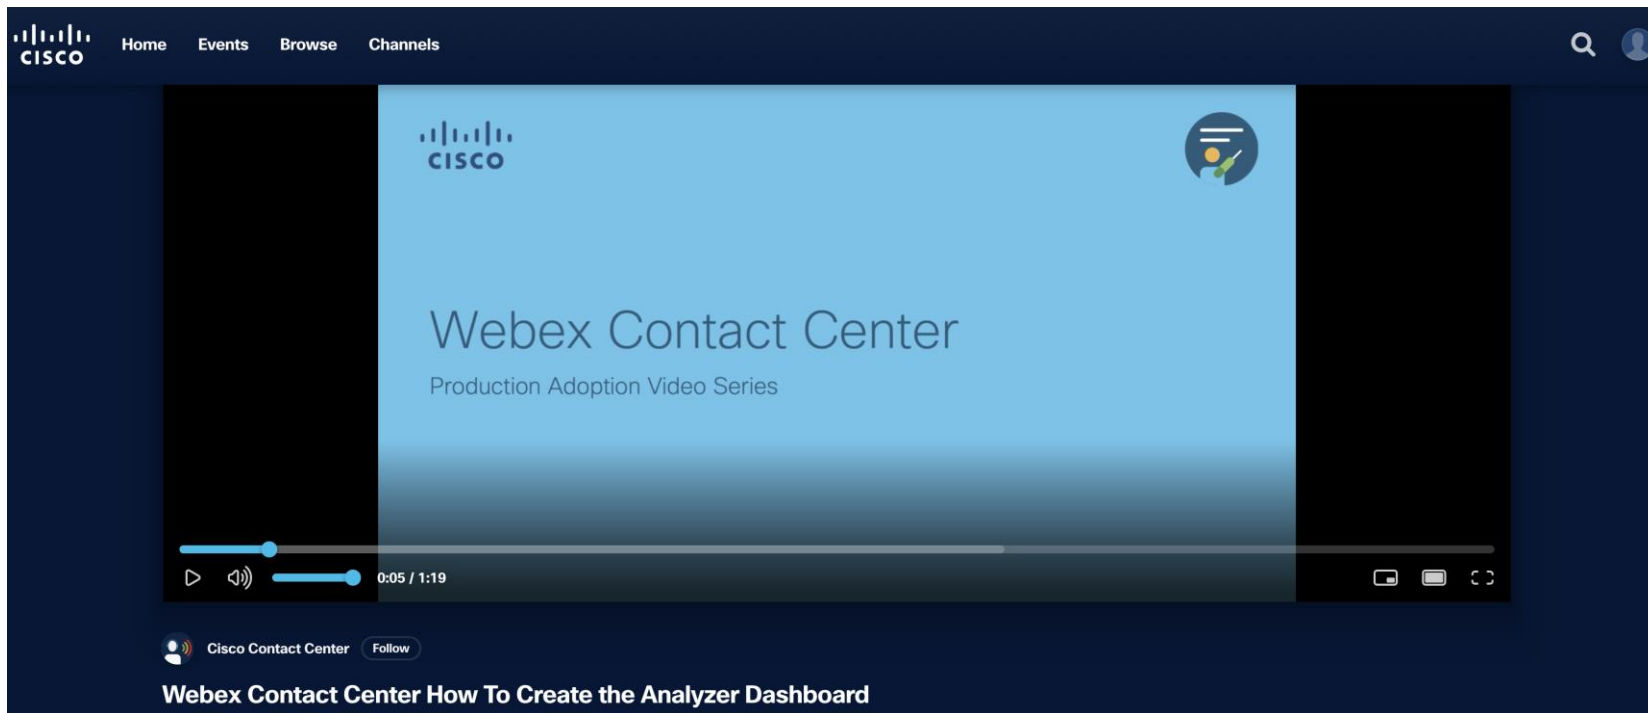 CISCO
Home Events Browse Channels
CISCO
Webex Contact Center
Production Adoption Video Series
0:05 / 1:19
Cisco Contact Center Follow
Webex Contact Center How To Create the Analyzer Dashboard